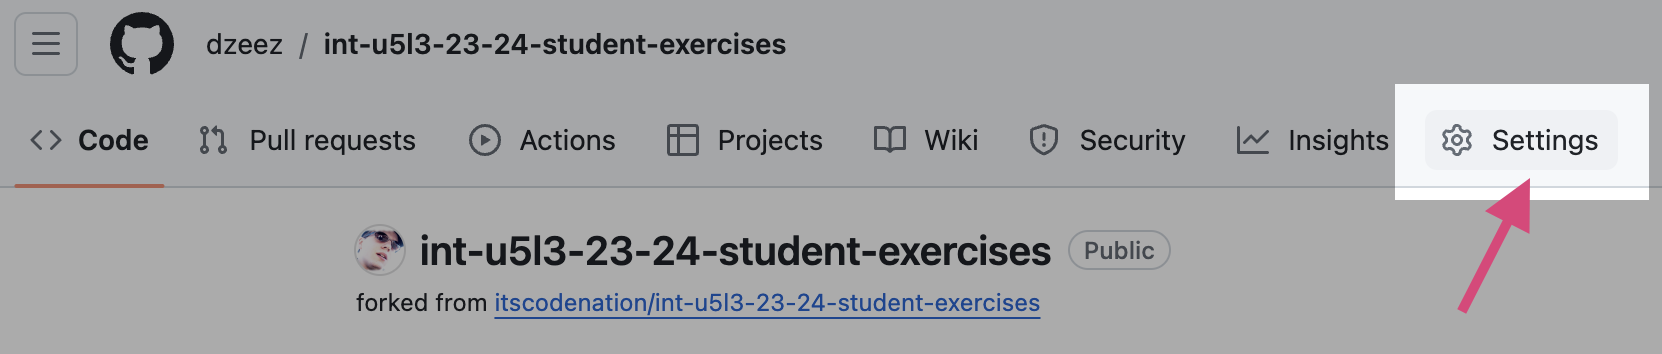 dzeez / int-u5l3-23-24-student-exercises
Code Pull requests Actions Projects Wiki Security Insights Settings
int-u5l3-23-24-student-exercises Public
forked from itscodenation/int-u5l3-23-24-student-exercises